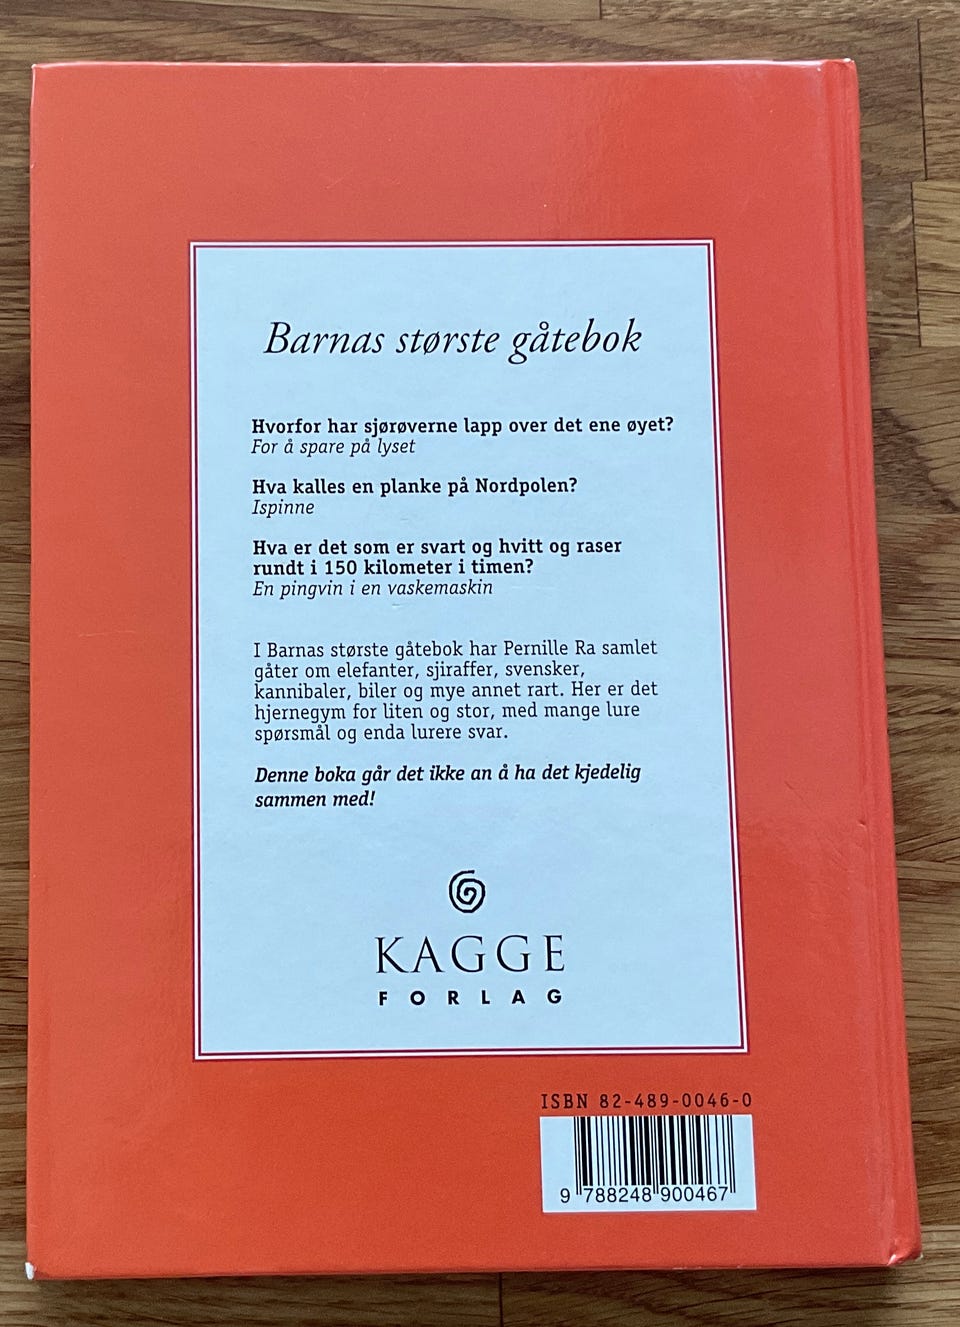 Barnas største gåtebok
Hvorfor har sjørøverne lapp over det ene øyet?
For å spare på lyset
Hva kalles en planke på Nordpolen?
Ispinne
Hva er det som er svart og hvitt og raser
rundt i 150 kilometer i timen?
En pingvin i en vaskemaskin
I Barnas største gåtebok har Pernille Ra samlet
gåter om elefanter, sjiraffer, svensker,
kannibaler, biler og mye annet rart. Her er det
hjernegym for liten og stor, med mange lure
spørsmål og enda lurere svar.
Denne boka går det ikke an å ha det kjedelig
sammen med!
KAGGE
FORLAG
ISBN 82-489-0046-0
9 788248 900467